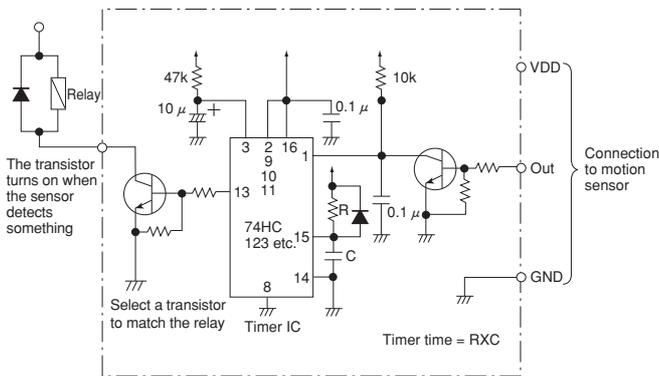 VDD
47k
10k
Relay
10 μ
+
0.1 μ
3
2
16
1
9
10
11
13
The transistor
turns on when
the sensor
detects
something
Out
Connection
to motion
sensor
R
0.1 μ
74HC
123 etc.
15
C
14
8
GND
Select a transistor
to match the relay
Timer IC
Timer time = RXC